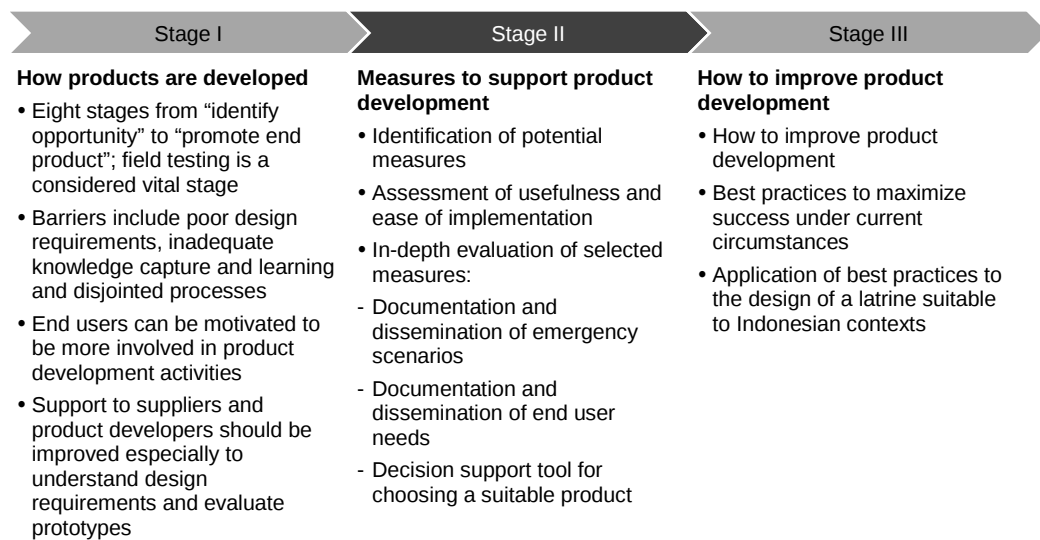 Stage I
Stage II
Stage III
How products are developed
• Eight stages from “identify
opportunity” to “promote end
product”; field testing is a
considered vital stage
• Barriers include poor design
requirements, inadequate
knowledge capture and learning
and disjointed processes
• End users can be motivated to
be more involved in product
development activities
• Support to suppliers and
product developers should be
improved especially to
understand design
requirements and evaluate
prototypes
Measures to support product
development
• Identification of potential
measures
• Assessment of usefulness and
ease of implementation
• In-depth evaluation of selected
measures:
- Documentation and
dissemination of emergency
scenarios
- Documentation and
dissemination of end user
needs
- Decision support tool for
choosing a suitable product
How to improve product
development
• How to improve product
development
• Best practices to maximize
success under current
circumstances
• Application of best practices to
the design of a latrine suitable
to Indonesian contexts